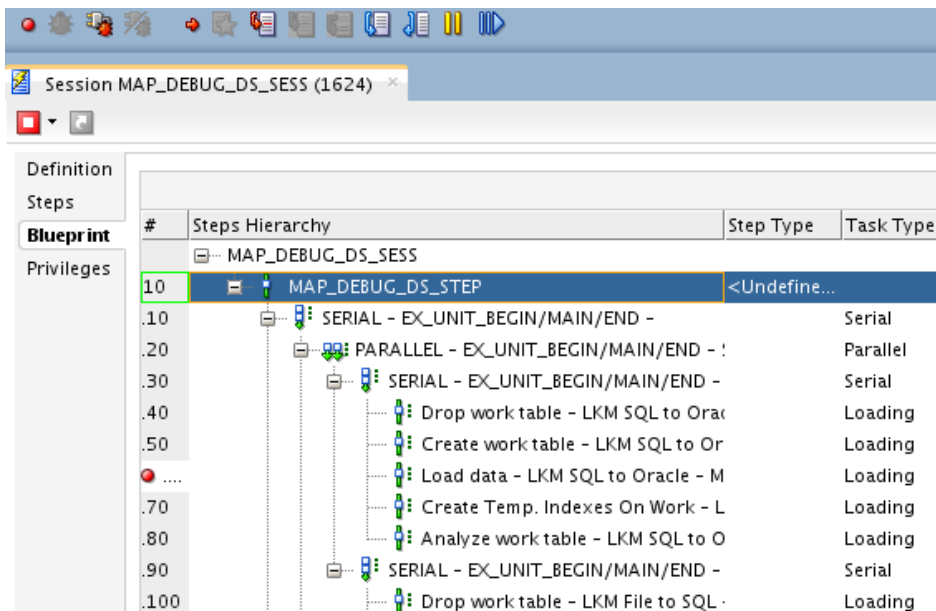 Session MAP_DEBUG_DS_SESS (1624)
Definition
Steps
Blueprint
Privileges
# Steps Hierarchy Step Type Task Type
MAP_DEBUG_DS_SESS
10 MAP_DEBUG_DS_STEP <Undefine...
.10 SERIAL - EX_UNIT_BEGIN/MAIN/END - Serial
.20 PARALLEL - EX_UNIT_BEGIN/MAIN/END - Parallel
.30 SERIAL - EX_UNIT_BEGIN/MAIN/END - Serial
.40 Drop work table - LKM SQL to Orac Loading
.50 Create work table - LKM SQL to Or Loading
.... Load data - LKM SQL to Oracle - M Loading
.70 Create Temp. Indexes On Work - L Loading
.80 Analyze work table - LKM SQL to O Loading
.90 SERIAL - EX_UNIT_BEGIN/MAIN/END - Serial
.100 Drop work table - LKM File to SQL - Loading